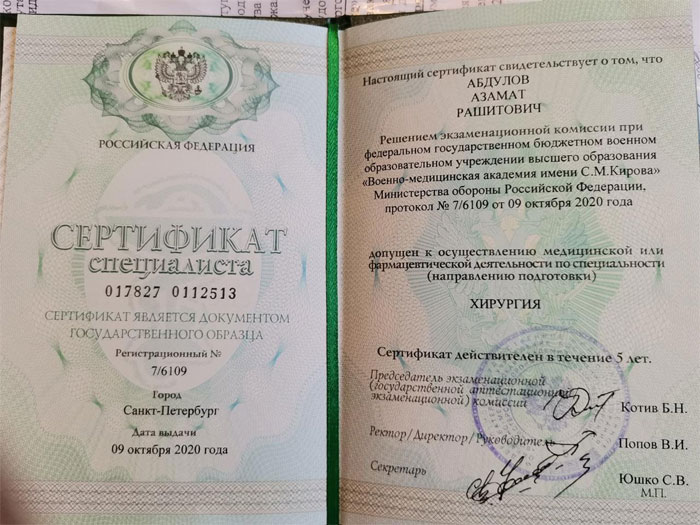 РОССИЙСКАЯ ФЕДЕРАЦИЯ
СЕРТИФИКАТ
специалиста
017827 0112513
СЕРТИФИКАТ ЯВЛЯЕТСЯ ДОКУМЕНТОМ
ГОСУДАРСТВЕННОГО ОБРАЗЦА
Регистрационный №
7/6109
Город
Санкт-Петербург
Дата выдачи
09 октября 2020 года
Настоящий сертификат свидетельствует о том, что
АБДУЛОВ
АЗАМАТ
РАШИТОВИЧ
Решением экзаменационной комиссии при
федеральном государственном бюджетном военном
образовательном учреждении высшего образования
«Военно-медицинская академия имени С.М.Кирова»
Министерства обороны Российской Федерации,
протокол № 7/6109 от 09 октября 2020 года
допущен к осуществлению медицинской или
фармацевтической деятельности по специальности
(направлению подготовки)
ХИРУРГИЯ
Сертификат действителен в течение 5 лет.
Председатель экзаменационной
(государственной аттестационной
экзаменационной) комиссии
Котив Б.Н.
Ректор/Директор/Руководитель
Попов В.И.
Секретарь
Юшко С.В.
М.П.